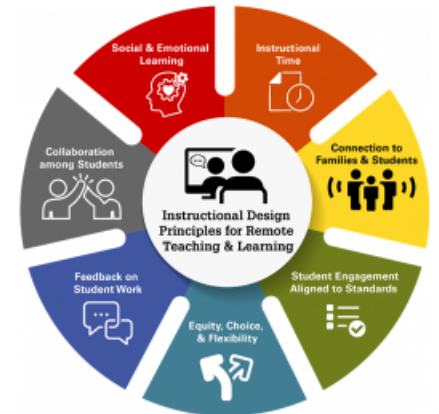 Social & Emotional
Learning
Instructional
Time
Connection to
Families & Students
Student Engagement
Aligned to Standards
Equity, Choice,
& Flexibility
Feedback on
Student Work
Collaboration
among Students
Instructional Design
Principles for Remote
Teaching & Learning